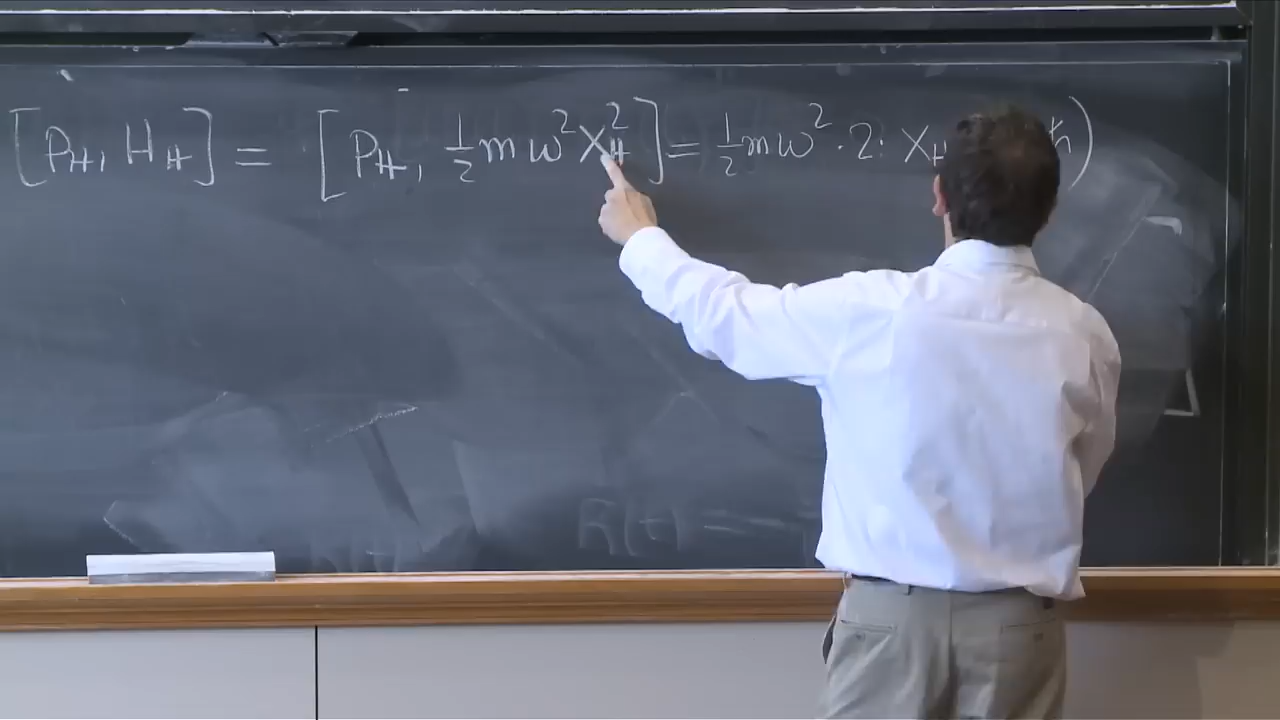 [P_H, H_H] = [P_H, 1/2 m ω² X_H²] = 1/2 m ω² · 2 · X_H ℏ)